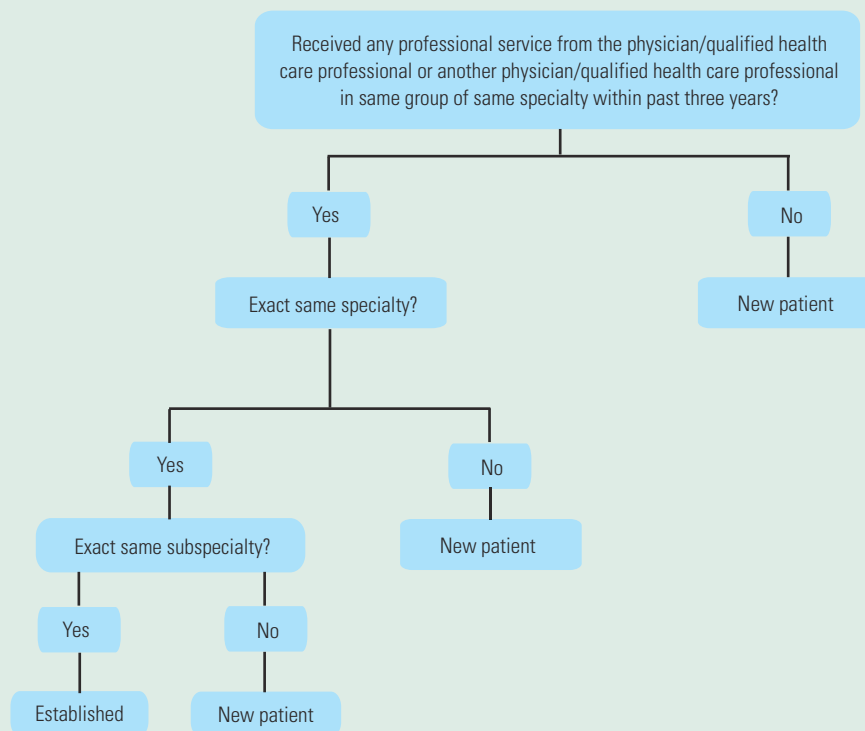 Received any professional service from the physician/qualified health
care professional or another physician/qualified health care professional
in same group of same specialty within past three years?
Yes
No
Exact same specialty?
New patient
Yes
No
Exact same subspecialty?
New patient
Yes
No
Established
New patient